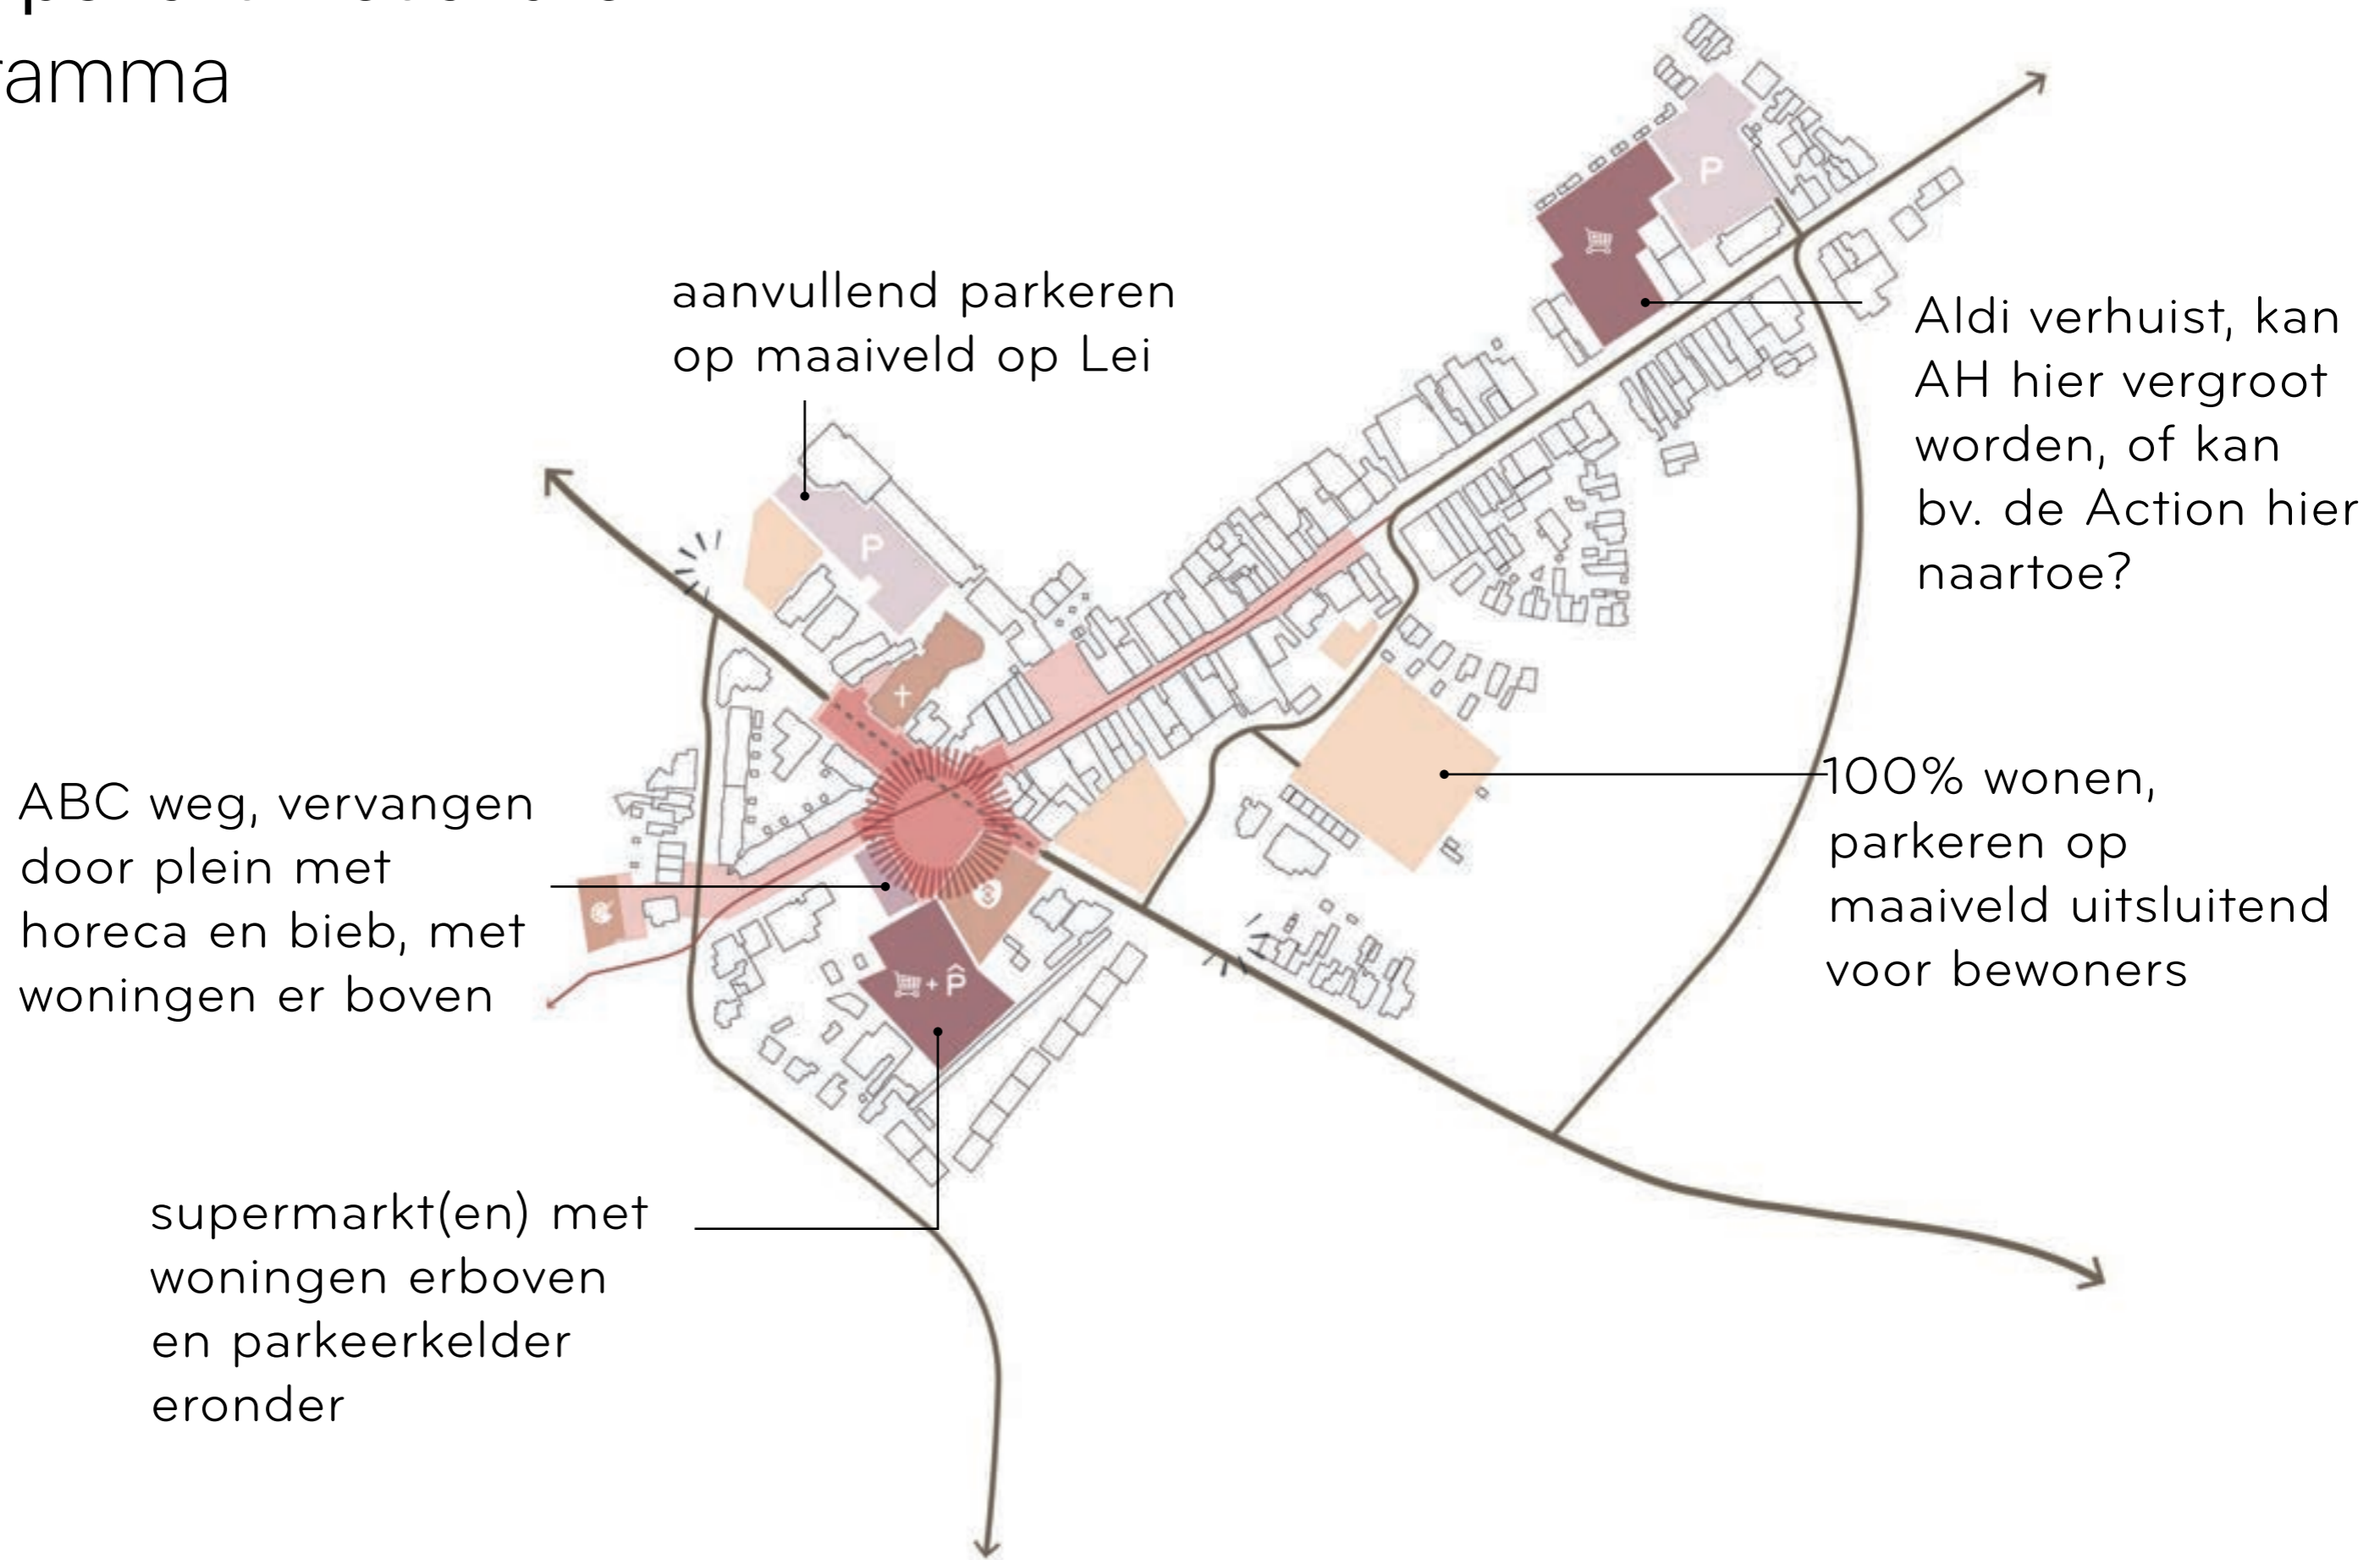 ramma
aanvullend parkeren
op maaiveld op Lei
Aldi verhuist, kan
AH hier vergroot
worden, of kan
bv. de Action hier
naartoe?
P
P
ABC weg, vervangen
door plein met
horeca en bieb, met
woningen er boven
100% wonen,
parkeren op
maaiveld uitsluitend
voor bewoners
+ P̂
supermarkt(en) met
woningen erboven
en parkeerkelder
eronder